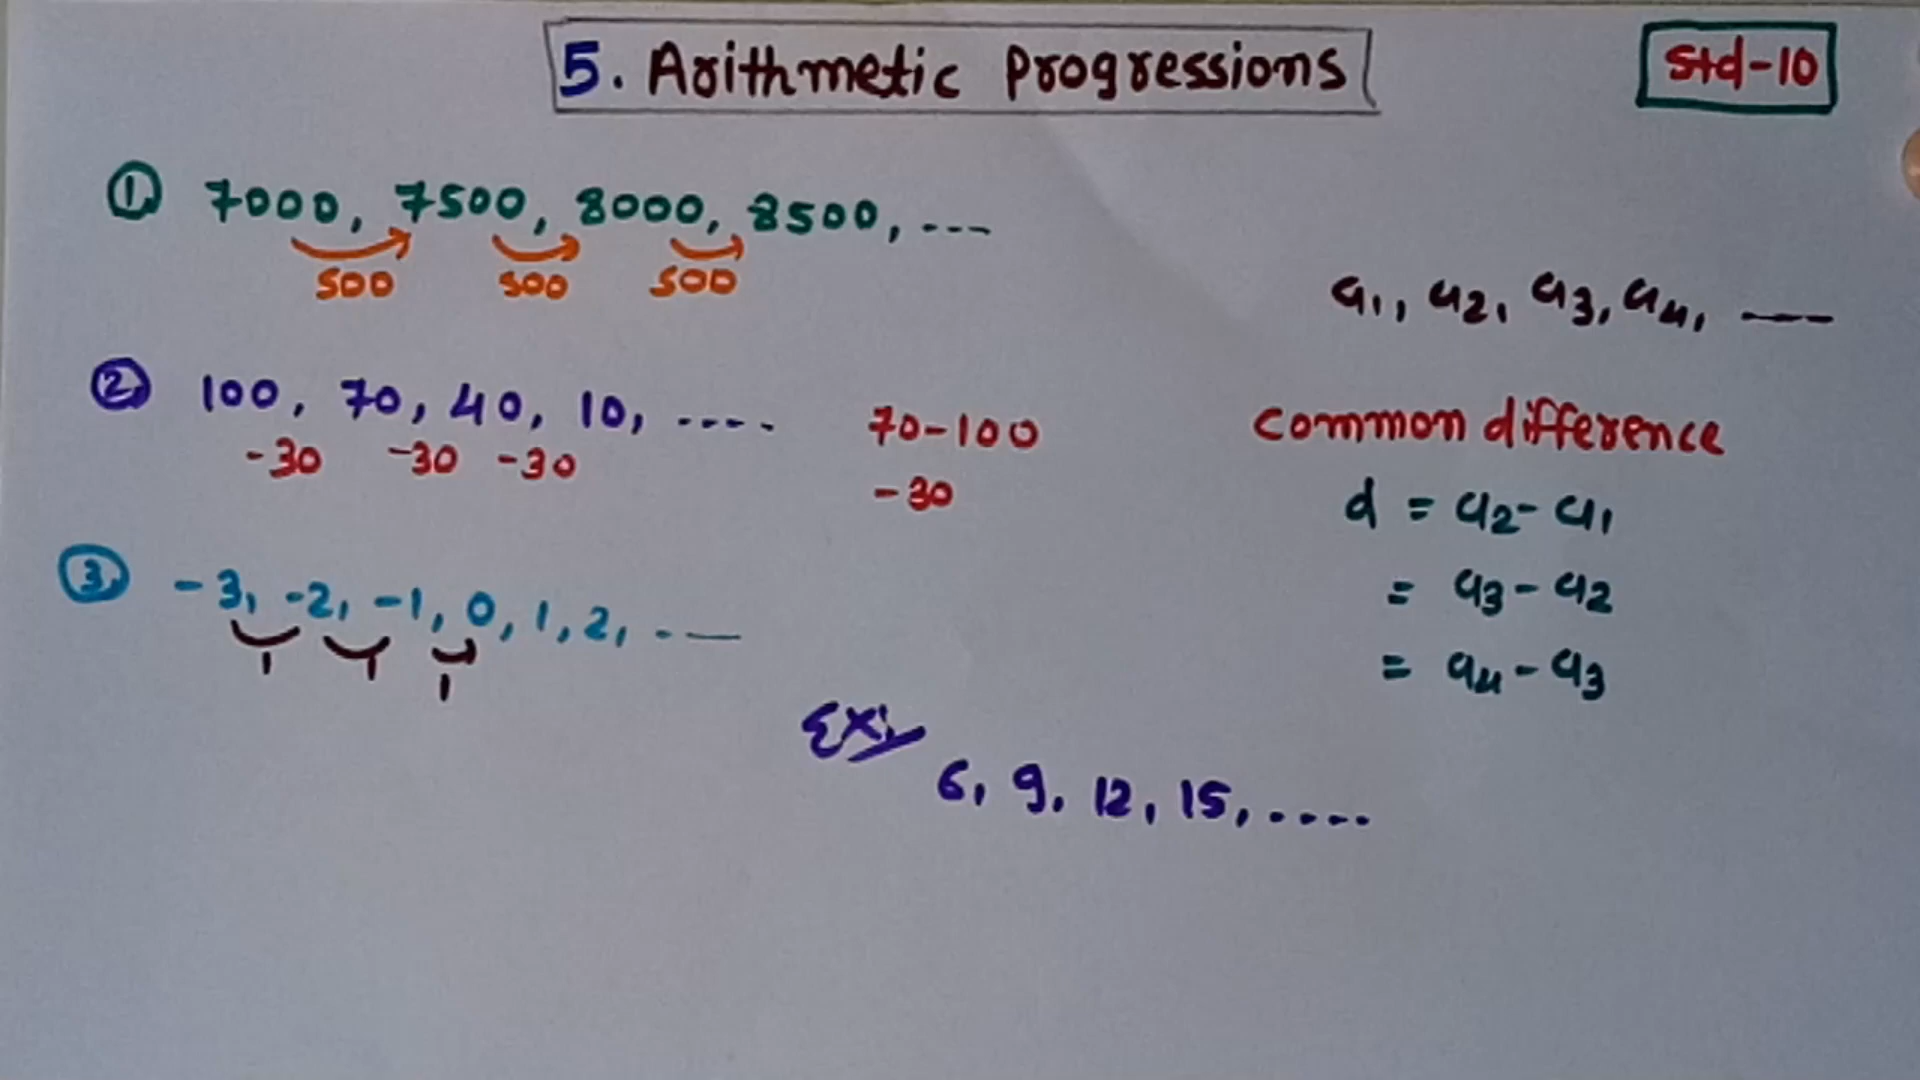 5. Arithmetic Progressions
Std-10
1. 7000, 7500, 8000, 8500, ...
500 500 500
a1, a2, a3, a4, ----
2. 100, 70, 40, 10, ....
-30 -30 -30
70-100
-30
common difference
d = a2 - a1
= a3 - a2
= a4 - a3
3. -3, -2, -1, 0, 1, 2, ---
1 1 1
Ex:
6, 9, 12, 15, .....